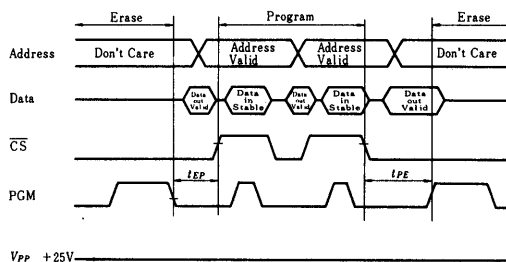 Erase Program Erase
Address Don't Care Address Valid Address Valid Don't Care
Data Data out Valid Data in Stable Data out Valid Data in Stable Data out Valid
CS
tEP tPE
PGM
VPP +25V